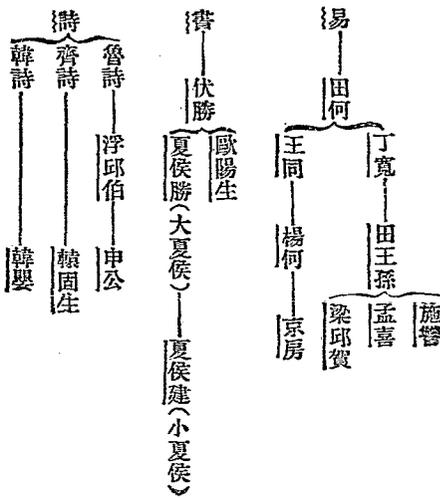 易
田何
丁寬
田王孫
施讐
孟喜
梁邱賀
王同
楊何
京房
書
伏勝
歐陽生
夏侯勝(大夏侯)
夏侯建(小夏侯)
詩
魯詩
浮邱伯
申公
齊詩
轅固生
韓詩
韓嬰